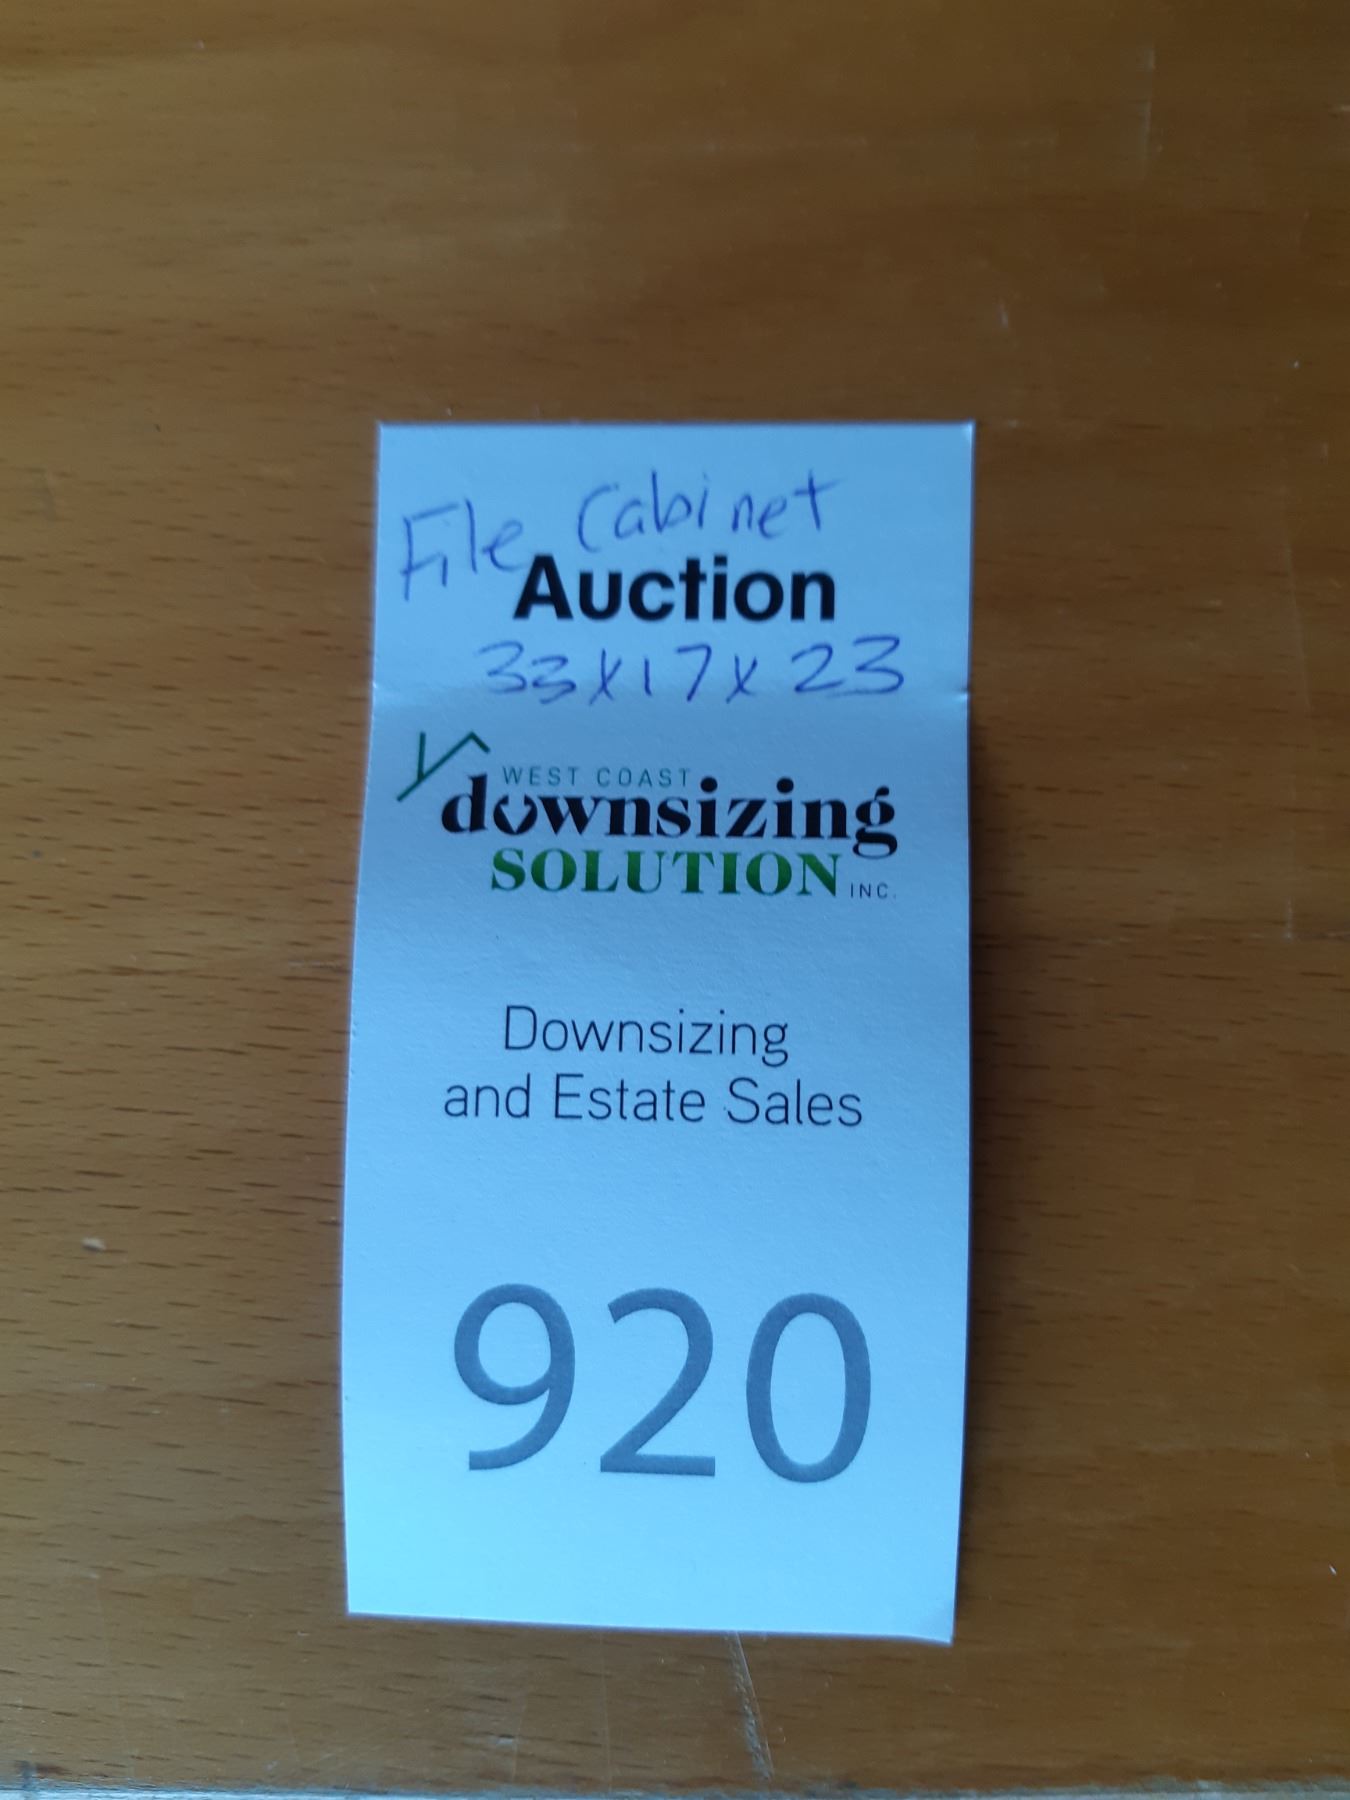 File Cabinet
Auction
33x17x23
WEST COAST
downsizing
SOLUTION INC.
Downsizing
and Estate Sales
920